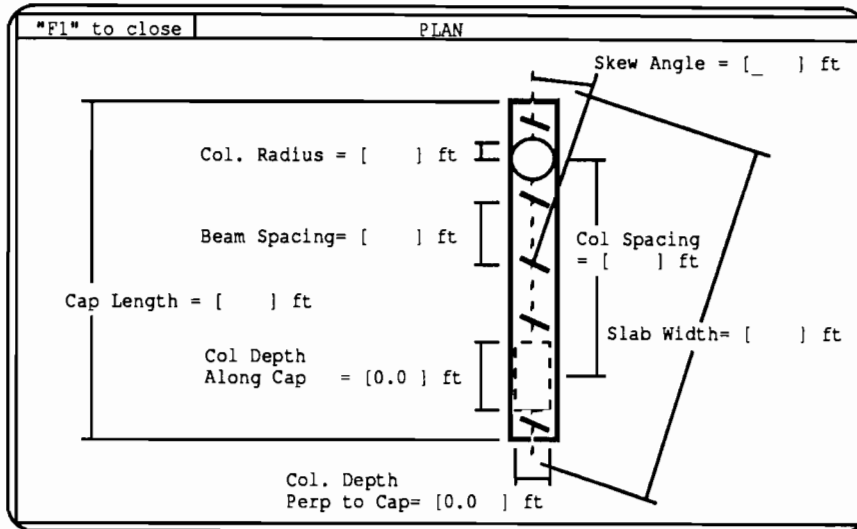 "F1" to close
PLAN
Skew Angle = [_ ] ft
Col. Radius = [ ] ft
Beam Spacing= [ ] ft
Col Spacing
= [ ] ft
Cap Length = [ ] ft
Slab Width= [ ] ft
Col Depth
Along Cap = [0.0 ] ft
Col. Depth
Perp to Cap= [0.0 ] ft